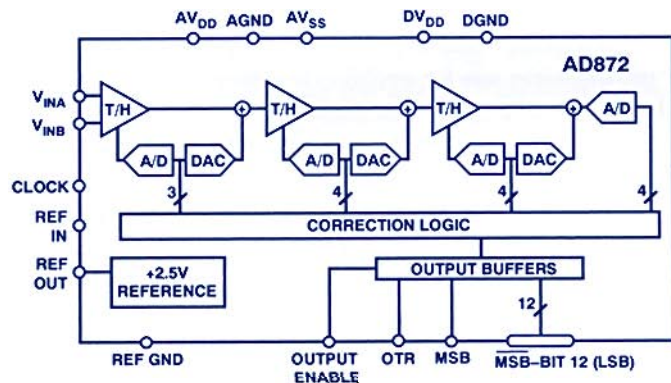 AVDD AGND AVSS DVDD DGND
AD872
VINA
VINB
T/H + T/H + T/H + A/D
A/D DAC A/D DAC A/D DAC
CLOCK
3 4 4 4
REF IN
CORRECTION LOGIC
REF OUT
+2.5V REFERENCE
OUTPUT BUFFERS
12
REF GND
OUTPUT ENABLE
OTR
MSB
MSB–BIT 12 (LSB)